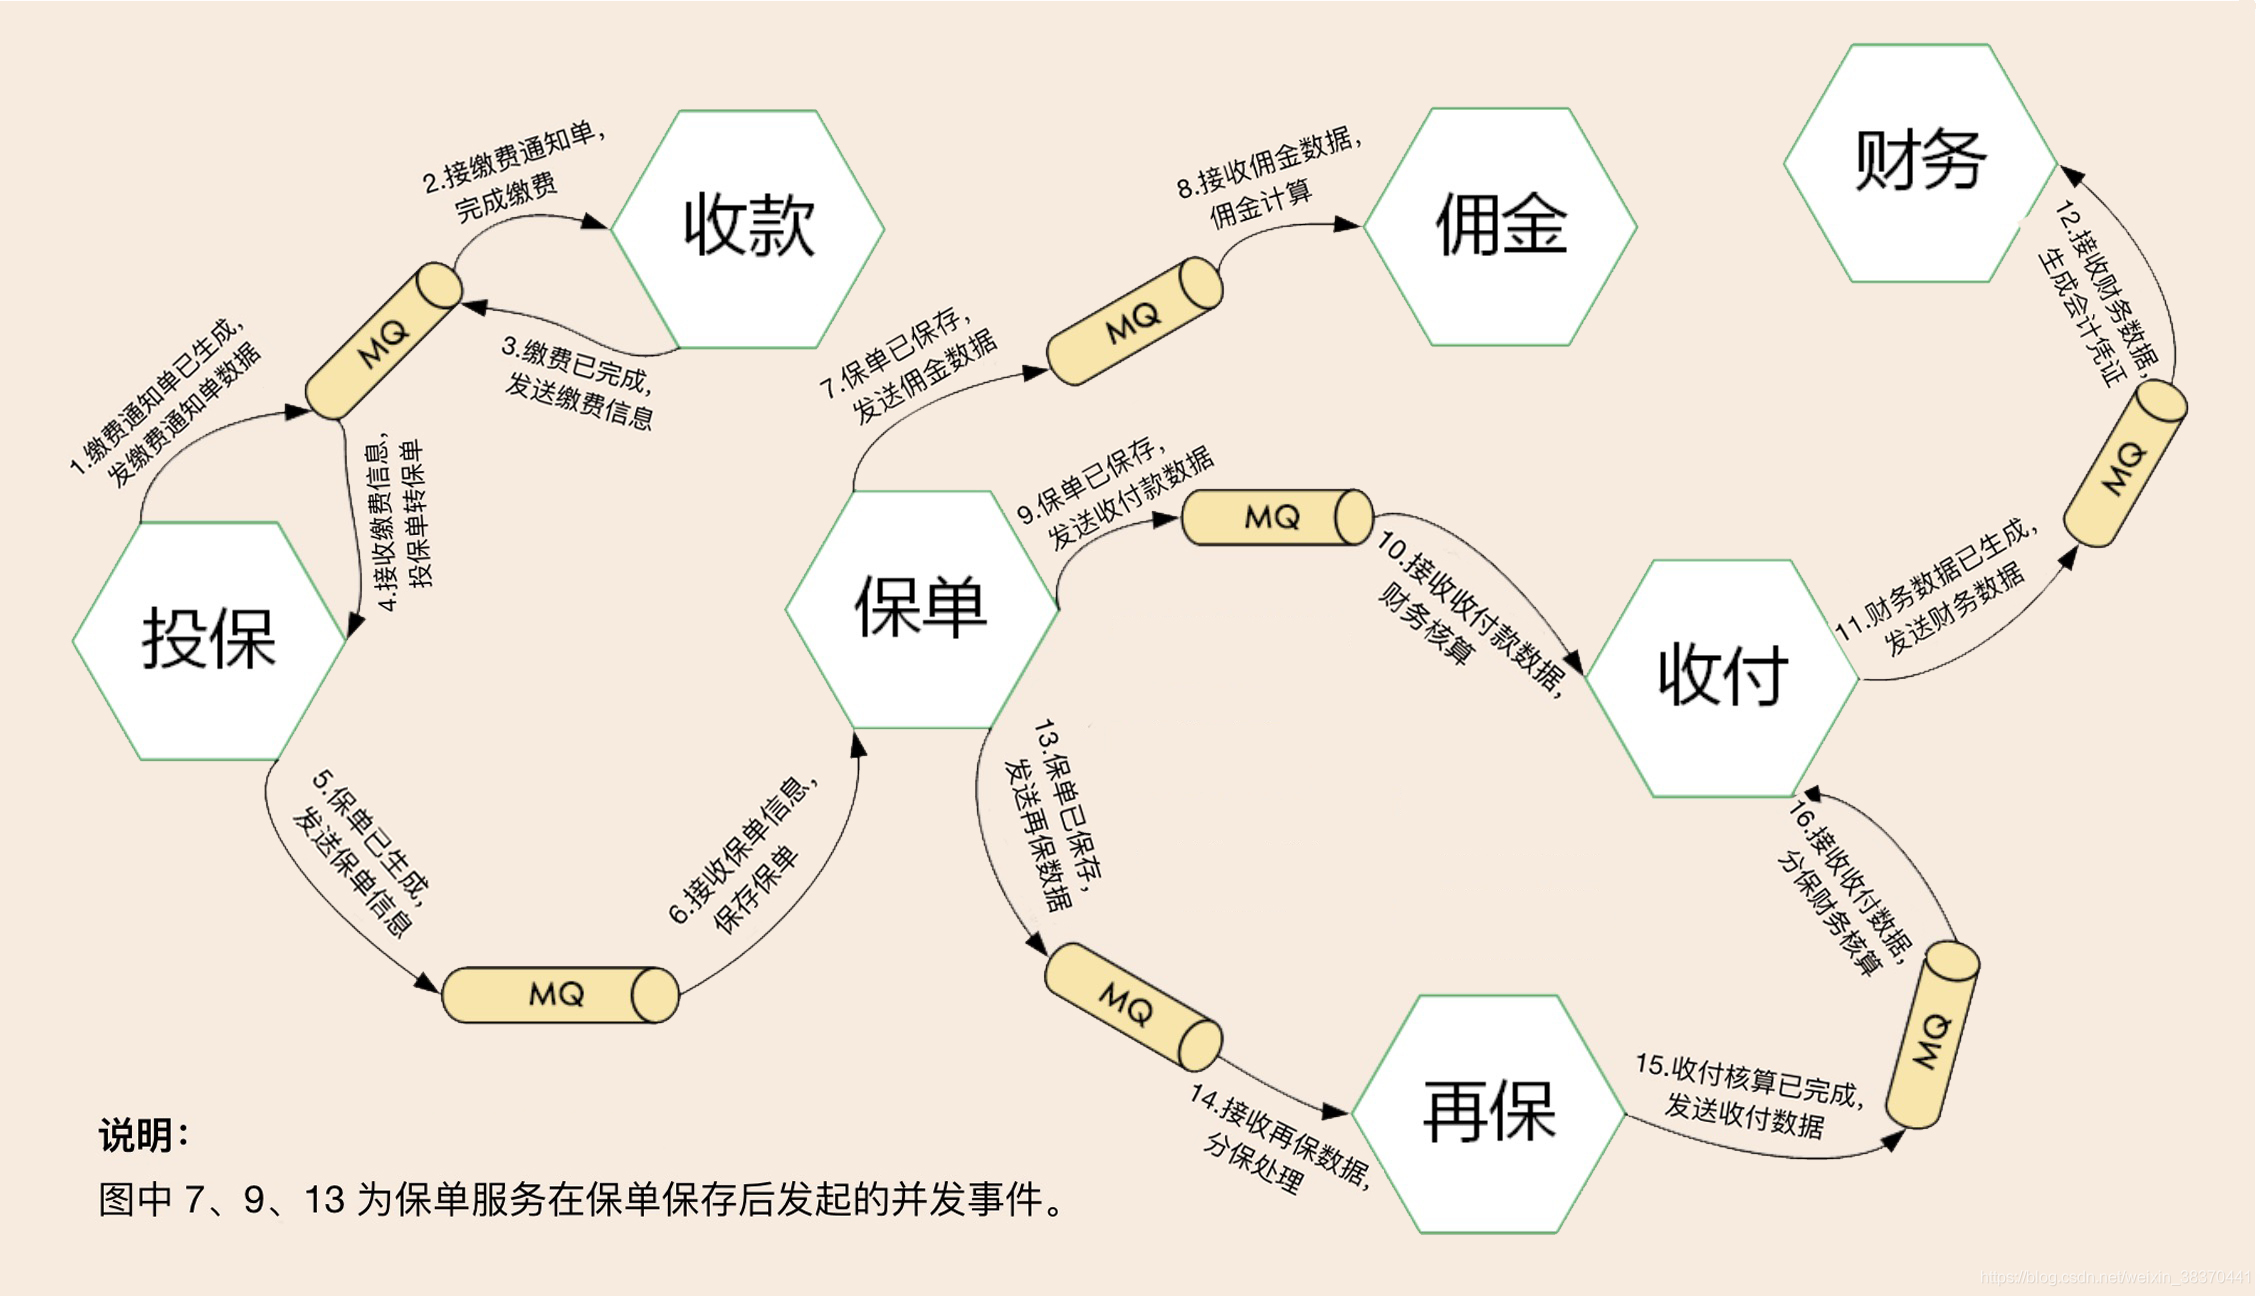 1.缴费通知单已生成，
发缴费通知单数据
2.接缴费通知单，
完成缴费
收款
MQ
3.缴费已完成，
发送缴费信息
4.接收缴费信息，
投保单转保单
投保
5.保单已生成，
发送保单信息
MQ
6.接收保单信息，
保存保单
保单
7.保单已保存，
发送佣金数据
MQ
8.接收佣金数据，
佣金计算
佣金
9.保单已保存，
发送收付款数据
MQ
10.接收收付款数据，
财务核算
收付
11.财务数据已生成，
发送财务数据
MQ
12.接收财务数据，
生成会计凭证
财务
13.保单已保存，
发送再保数据
MQ
14.接收再保数据，
分保处理
再保
15.收付核算已完成，
发送收付数据
MQ
16.接收收付数据，
分保财务核算
说明：
图中 7、9、13 为保单服务在保单保存后发起的并发事件。
https://blog.csdn.net/weixin_38370441